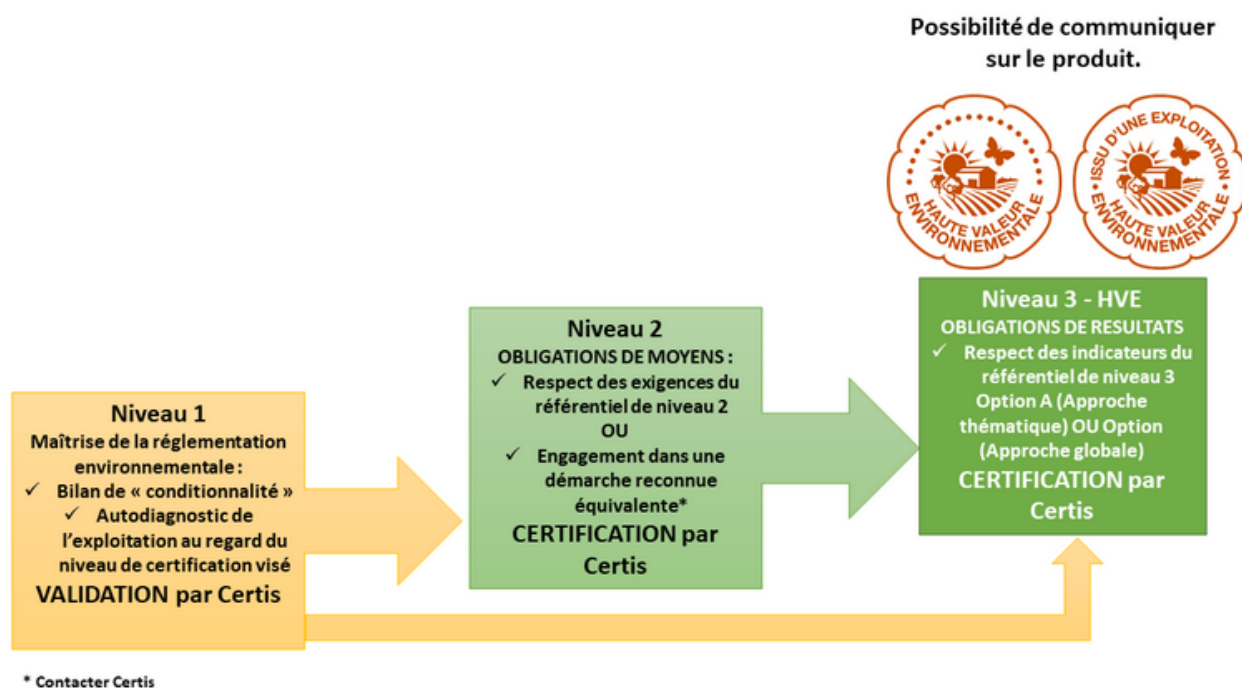 Possibilité de communiquer
sur le produit.
HAUTE VALEUR
ENVIRONNEMENTALE
• ISSU D'UNE EXPLOITATION •
HAUTE VALEUR
ENVIRONNEMENTALE
Niveau 1
Maîtrise de la réglementation
environnementale :
✓ Bilan de « conditionnalité »
✓ Autodiagnostic de
l'exploitation au regard du
niveau de certification visé
VALIDATION par Certis
Niveau 2
OBLIGATIONS DE MOYENS :
✓ Respect des exigences du
référentiel de niveau 2
OU
✓ Engagement dans une
démarche reconnue
équivalente*
CERTIFICATION par
Certis
Niveau 3 - HVE
OBLIGATIONS DE RESULTATS
✓ Respect des indicateurs du
référentiel de niveau 3
Option A (Approche
thématique) OU Option
(Approche globale)
CERTIFICATION par
Certis
* Contacter Certis